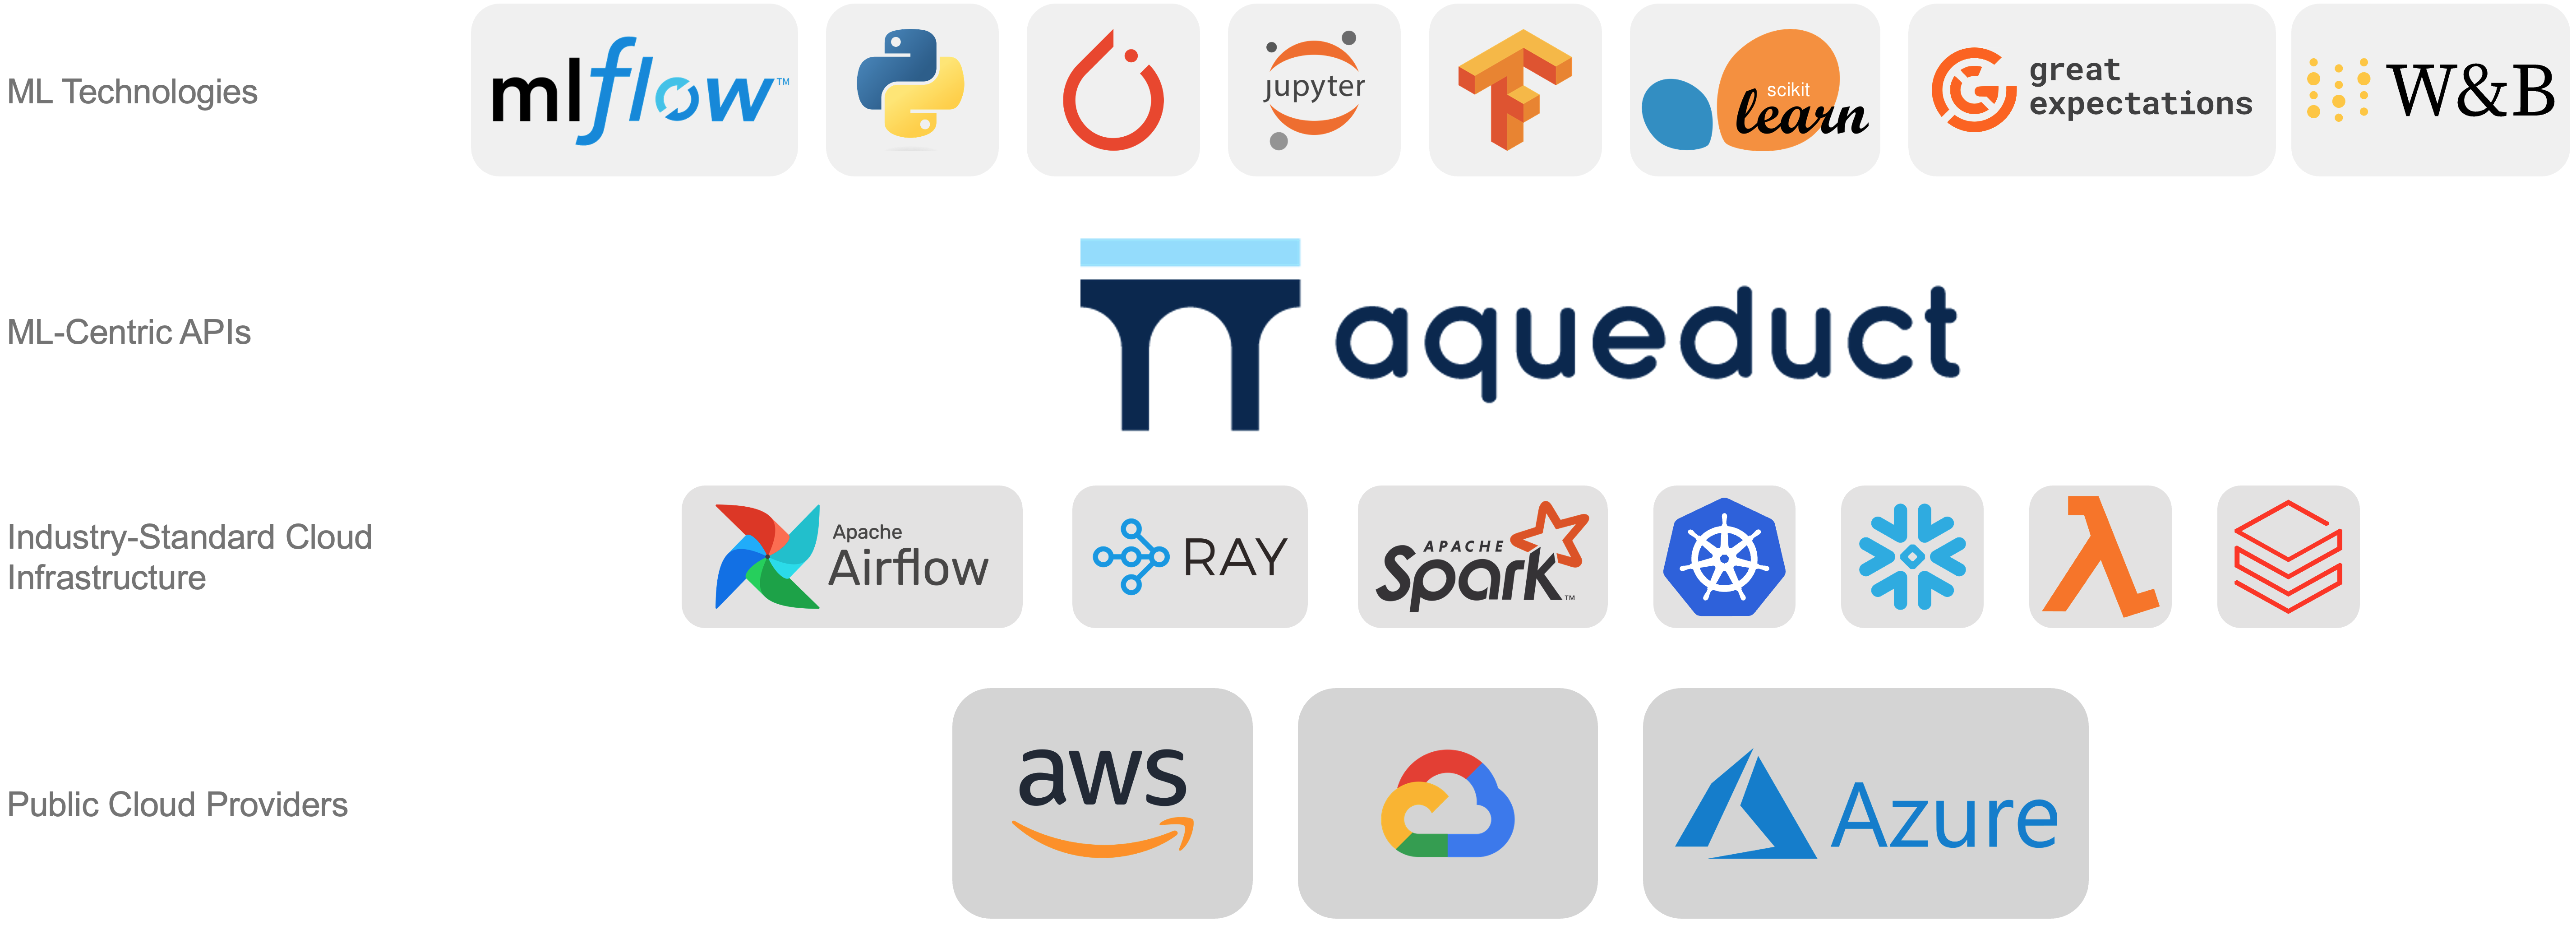 ML Technologies
mlflow™
jupyter
scikit
learn
great
expectations
W&B
ML-Centric APIs
aqueduct
Industry-Standard Cloud
Infrastructure
Apache
Airflow
RAY
APACHE
Spark™
Public Cloud Providers
aws
Azure